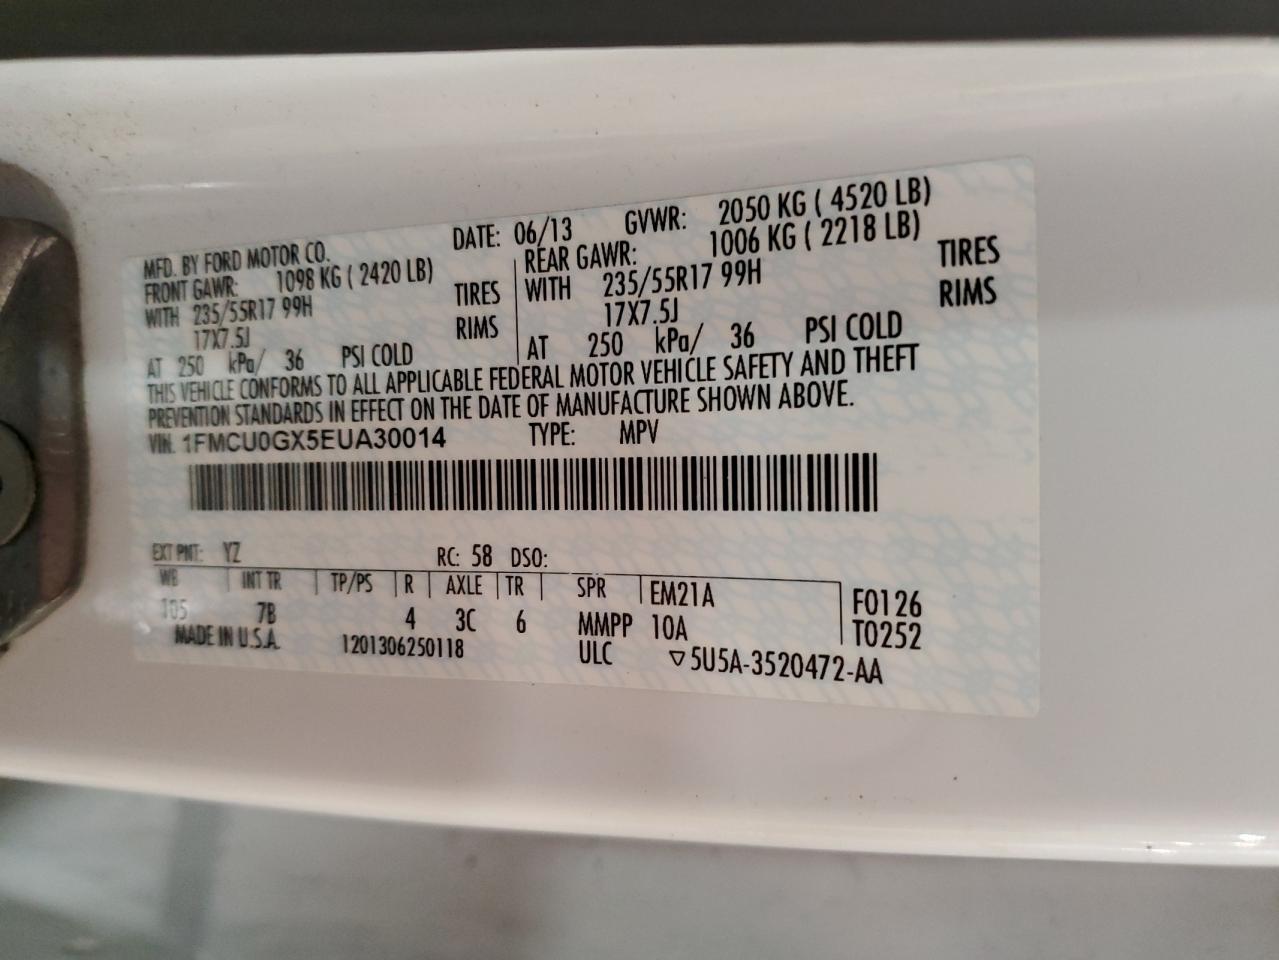 MFD. BY FORD MOTOR CO. DATE: 06/13 GVWR: 2050 KG ( 4520 LB)
FRONT GAWR: 1098 KG ( 2420 LB) REAR GAWR: 1006 KG ( 2218 LB)
WITH 235/55R17 99H TIRES WITH 235/55R17 99H TIRES
17X7.5J RIMS 17X7.5J RIMS
AT 250 kPa/ 36 PSI COLD AT 250 kPa/ 36 PSI COLD
THIS VEHICLE CONFORMS TO ALL APPLICABLE FEDERAL MOTOR VEHICLE SAFETY AND THEFT
PREVENTION STANDARDS IN EFFECT ON THE DATE OF MANUFACTURE SHOWN ABOVE.
VIN: 1FMCU0GX5EUA30014 TYPE: MPV
EXT PNT: YZ RC: 58 DSO:
WB INT TR TP/PS R AXLE TR SPR EM21A F0126
105 7B 4 3C 6 MMPP 10A T0252
MADE IN U.S.A. 1201306250118 ULC ▽5U5A-3520472-AA